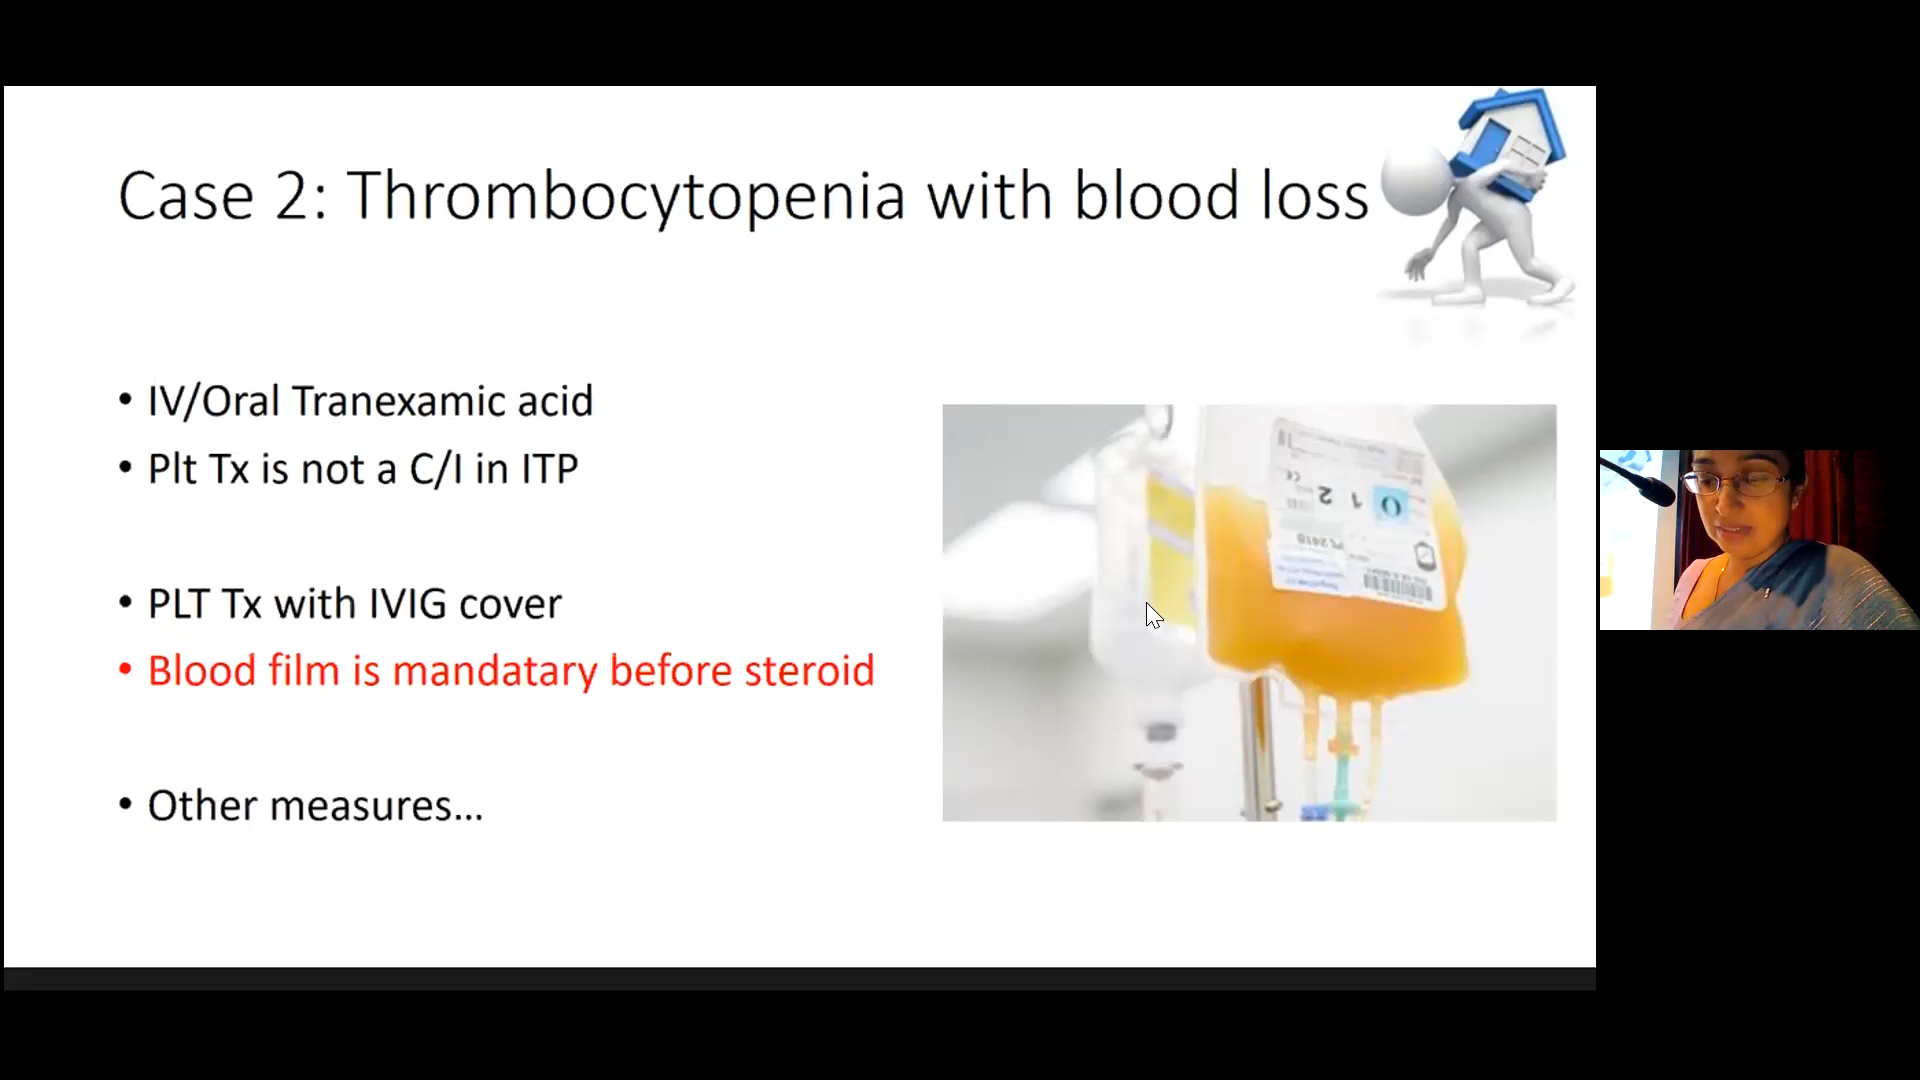 Case 2: Thrombocytopenia with blood loss
• IV/Oral Tranexamic acid
• Plt Tx is not a C/I in ITP
• PLT Tx with IVIG cover
• Blood film is mandatary before steroid
• Other measures...